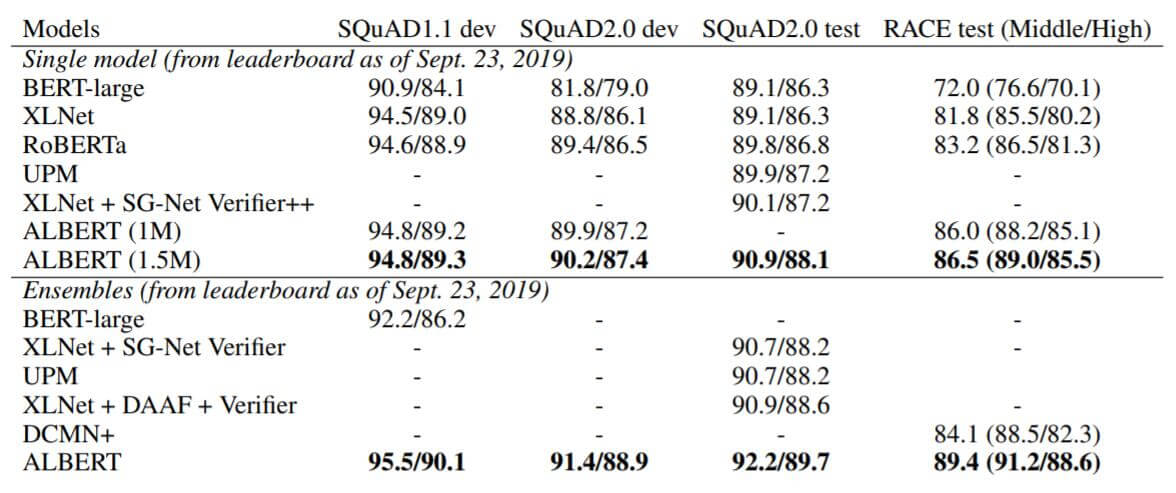 Models SQuAD1.1 dev SQuAD2.0 dev SQuAD2.0 test RACE test (Middle/High)
Single model (from leaderboard as of Sept. 23, 2019)
BERT-large 90.9/84.1 81.8/79.0 89.1/86.3 72.0 (76.6/70.1)
XLNet 94.5/89.0 88.8/86.1 89.1/86.3 81.8 (85.5/80.2)
RoBERTa 94.6/88.9 89.4/86.5 89.8/86.8 83.2 (86.5/81.3)
UPM - - 89.9/87.2 -
XLNet + SG-Net Verifier++ - - 90.1/87.2 -
ALBERT (1M) 94.8/89.2 89.9/87.2 - 86.0 (88.2/85.1)
ALBERT (1.5M) 94.8/89.3 90.2/87.4 90.9/88.1 86.5 (89.0/85.5)
Ensembles (from leaderboard as of Sept. 23, 2019)
BERT-large 92.2/86.2 - - -
XLNet + SG-Net Verifier - - 90.7/88.2 -
UPM - - 90.7/88.2
XLNet + DAAF + Verifier - - 90.9/88.6 -
DCMN+ - - - 84.1 (88.5/82.3)
ALBERT 95.5/90.1 91.4/88.9 92.2/89.7 89.4 (91.2/88.6)